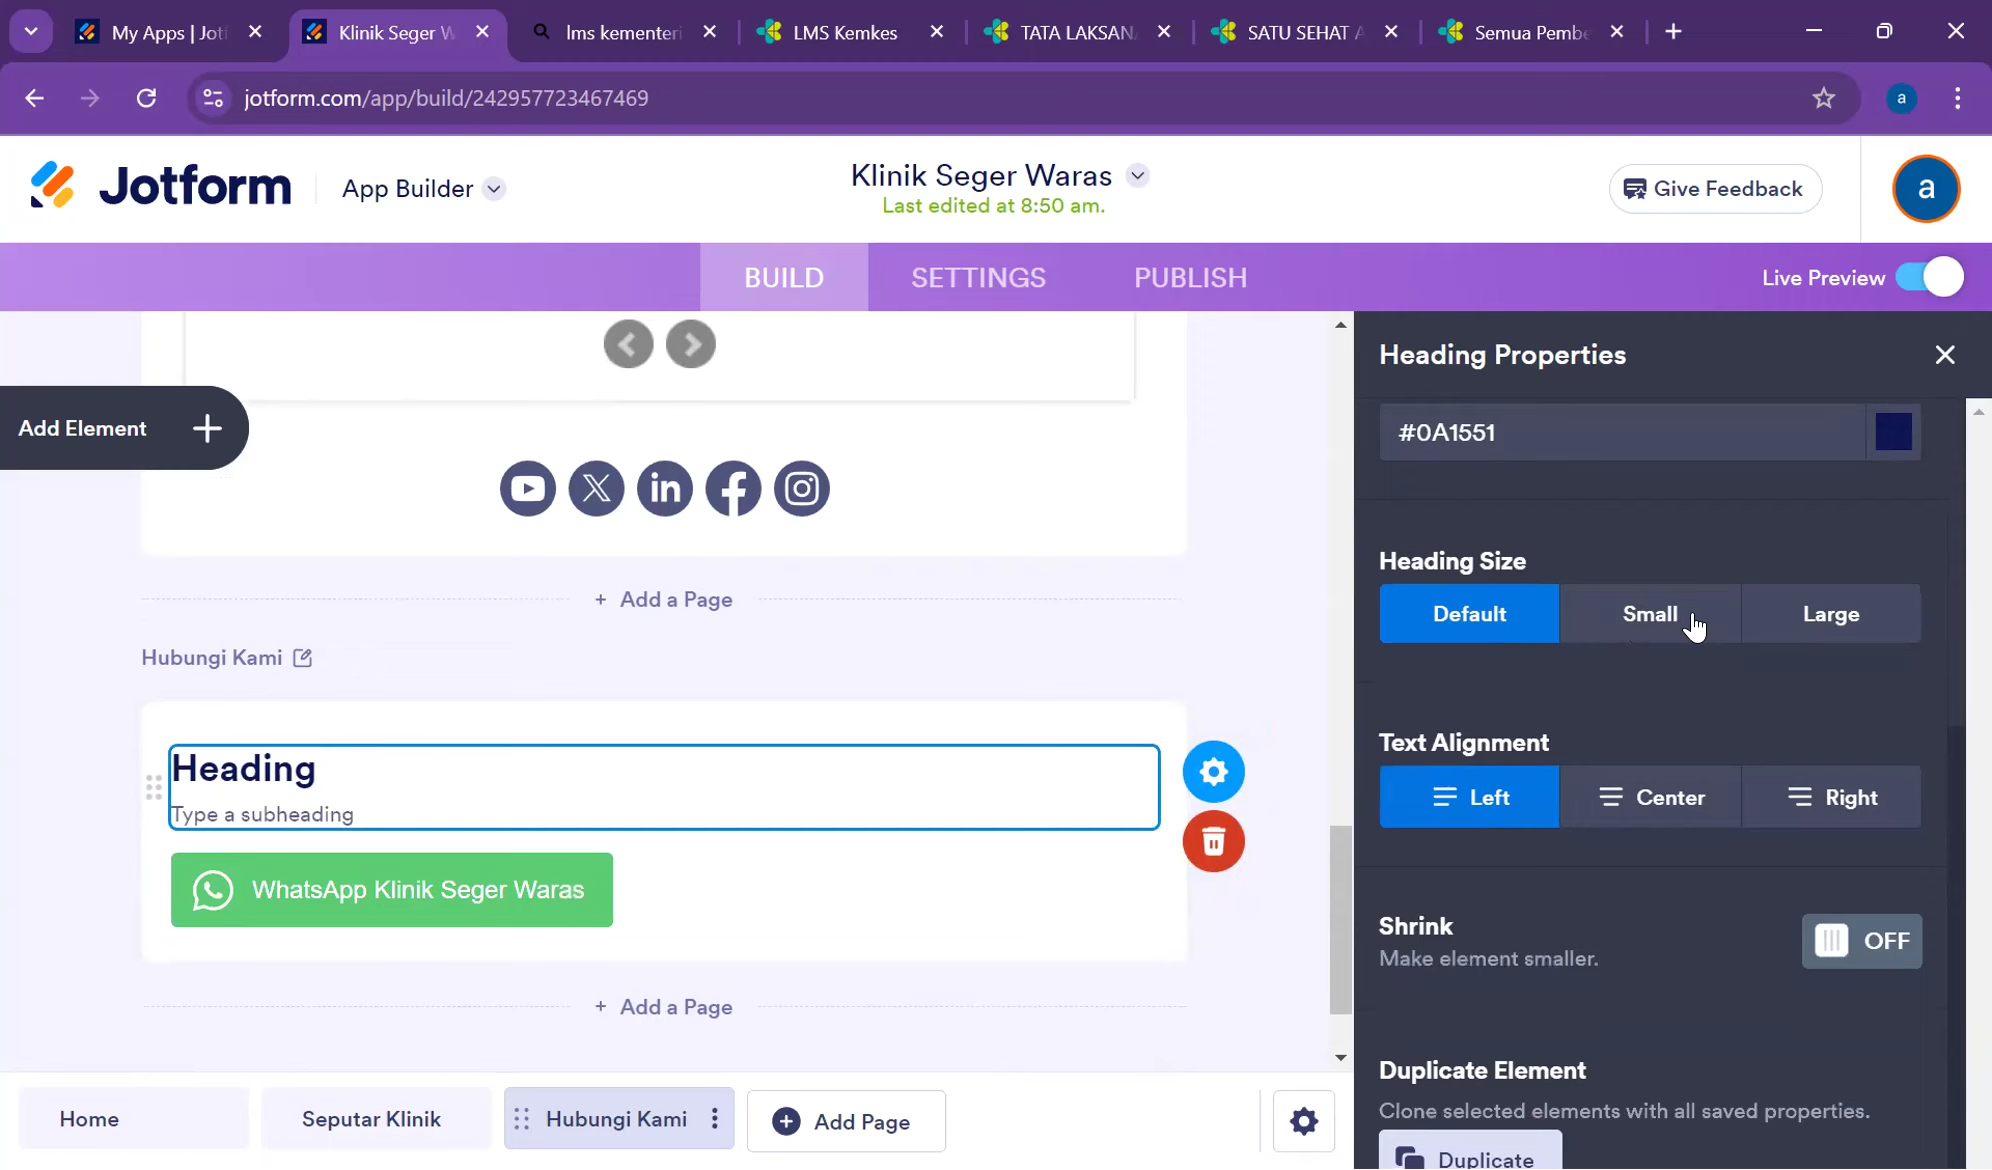 My Apps | Jotf
Klinik Seger W
lms kementeri
LMS Kemkes
TATA LAKSAN
SATU SEHAT A
Semua Pembe
jotform.com/app/build/242957723467469
a
Jotform
App Builder
Klinik Seger Waras
Last edited at 8:50 am.
Give Feedback
a
BUILD
SETTINGS
PUBLISH
Live Preview
Add Element
+ Add a Page
Hubungi Kami
Heading
Type a subheading
WhatsApp Klinik Seger Waras
+ Add a Page
Home
Seputar Klinik
Hubungi Kami
Add Page
Heading Properties
#0A1551
Heading Size
Default
Small
Large
Text Alignment
Left
Center
Right
Shrink
Make element smaller.
OFF
Duplicate Element
Clone selected elements with all saved properties.
Duplicate